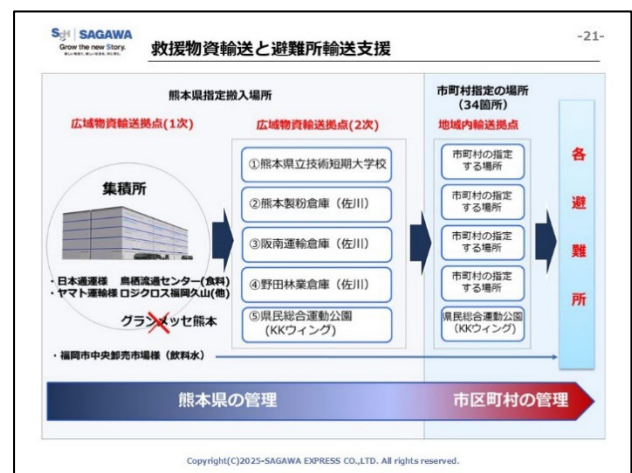 SGH SAGAWA
Grow the new Story.
救援物資輸送と避難所輸送支援
-21-
熊本県指定搬入場所
広域物資輸送拠点(1次)
集積所
・日本通運様 鳥栖流通センター(食料)
・ヤマト運輸様 ロジクロス福岡久山(他)
グランメッセ熊本
・福岡市中央卸売市場様（飲料水）
広域物資輸送拠点(2次)
①熊本県立技術短期大学校
②熊本製粉倉庫（佐川）
③阪南運輸倉庫（佐川）
④野田林業倉庫（佐川）
⑤県民総合運動公園
(KKウィング)
市町村指定の場所
（34箇所）
地域内輸送拠点
市町村の指定
する場所
市町村の指定
する場所
市町村の指定
する場所
市町村の指定
する場所
県民総合運動公園
（KKウィング）
各避難所
熊本県の管理
市区町村の管理
Copyright(C)2025-SAGAWA EXPRESS CO.,LTD. All rights reserved.